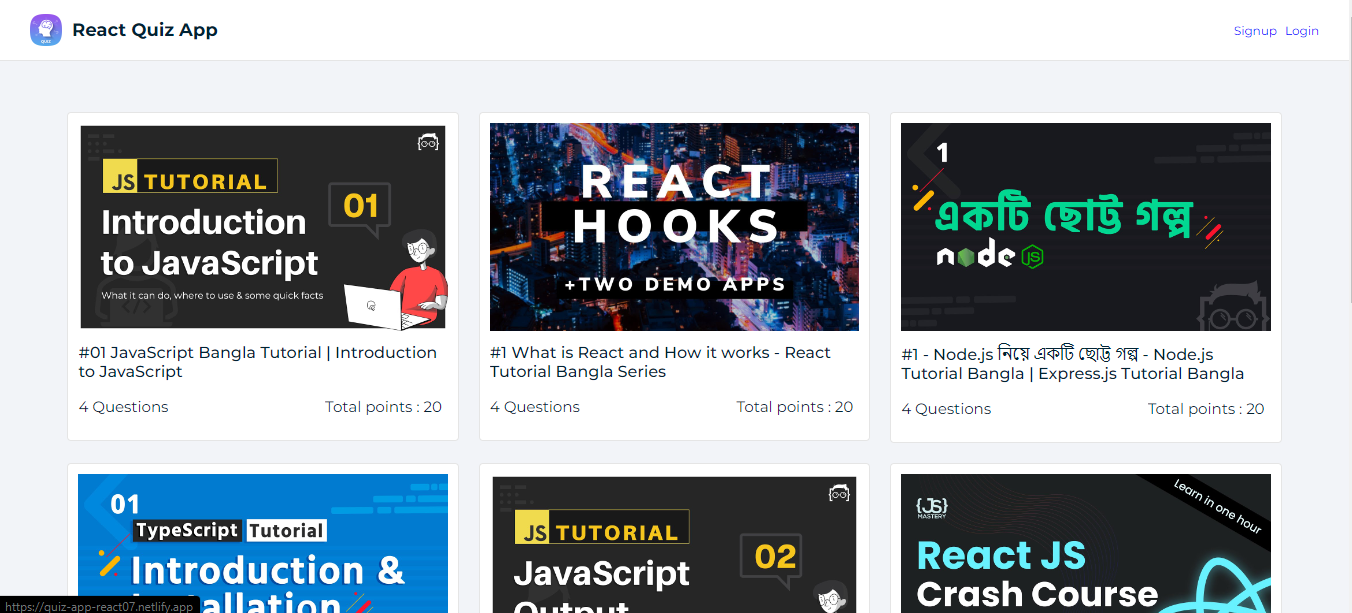 React Quiz App
Signup Login
JS TUTORIAL
01
Introduction
to JavaScript
What it can do, where to use & some quick facts
#01 JavaScript Bangla Tutorial | Introduction
to JavaScript
4 Questions Total points : 20
REACT
HOOKS
+TWO DEMO APPS
#1 What is React and How it works - React
Tutorial Bangla Series
4 Questions Total points : 20
1
একটি ছোট্ট গল্প
node JS
#1 - Node.js নিয়ে একটি ছোট্ট গল্প - Node.js
Tutorial Bangla | Express.js Tutorial Bangla
4 Questions Total points : 20
01
TypeScript Tutorial
Introduction &
Installation
JS TUTORIAL
02
JavaScript
Output
{JS}
MASTERY
Learn in one hour
React JS
Crash Course
https://quiz-app-react07.netlify.app